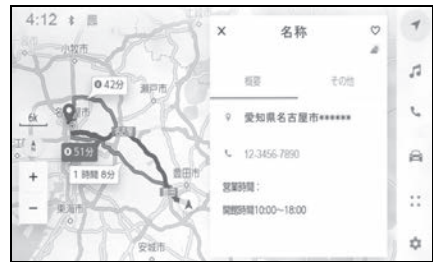 4:12
小牧市
42分
瀬戸市
6k
51分
1 時間 8分
豊田市
東海市
安城市
+
−
A
× 名称
概要 その他
愛知県名古屋市******
12-3456-7890
営業時間：
開館時間10:00～18:00